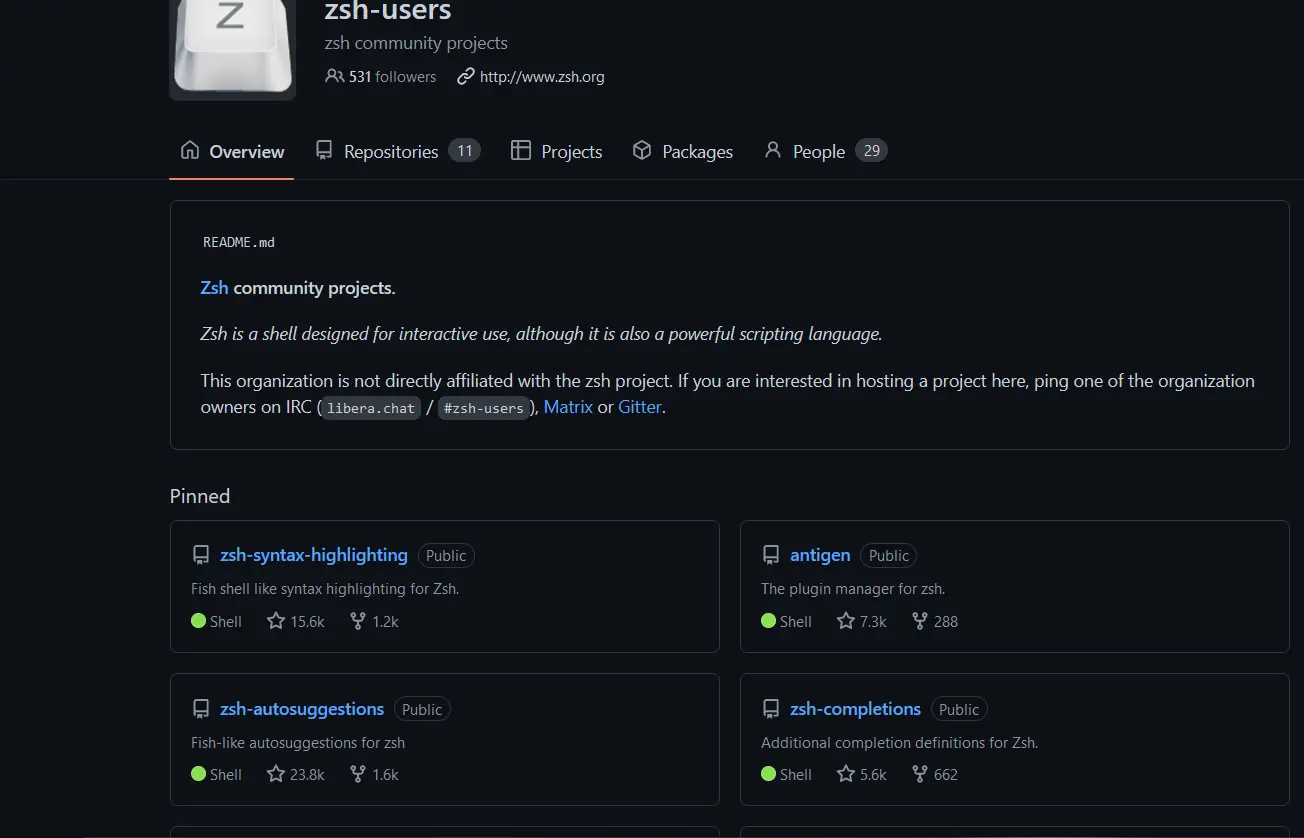 Z
zsh-users
zsh community projects
531 followers http://www.zsh.org
Overview Repositories 11 Projects Packages People 29
README.md
Zsh community projects.
Zsh is a shell designed for interactive use, although it is also a powerful scripting language.
This organization is not directly affiliated with the zsh project. If you are interested in hosting a project here, ping one of the organization
owners on IRC (libera.chat / #zsh-users), Matrix or Gitter.
Pinned
zsh-syntax-highlighting Public
Fish shell like syntax highlighting for Zsh.
Shell 15.6k 1.2k
antigen Public
The plugin manager for zsh.
Shell 7.3k 288
zsh-autosuggestions Public
Fish-like autosuggestions for zsh
Shell 23.8k 1.6k
zsh-completions Public
Additional completion definitions for Zsh.
Shell 5.6k 662